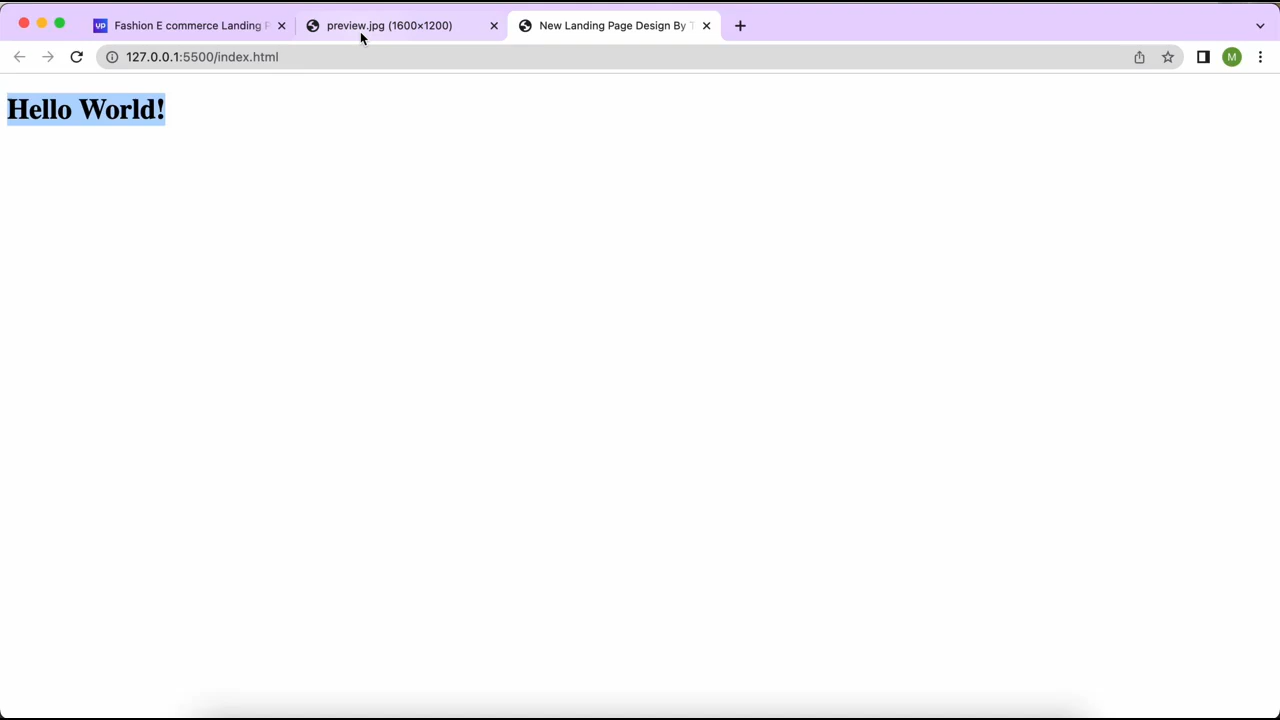 UP Fashion E commerce Landing P
preview.jpg (1600×1200)
New Landing Page Design By T
127.0.0.1:5500/index.html
M
Hello World!